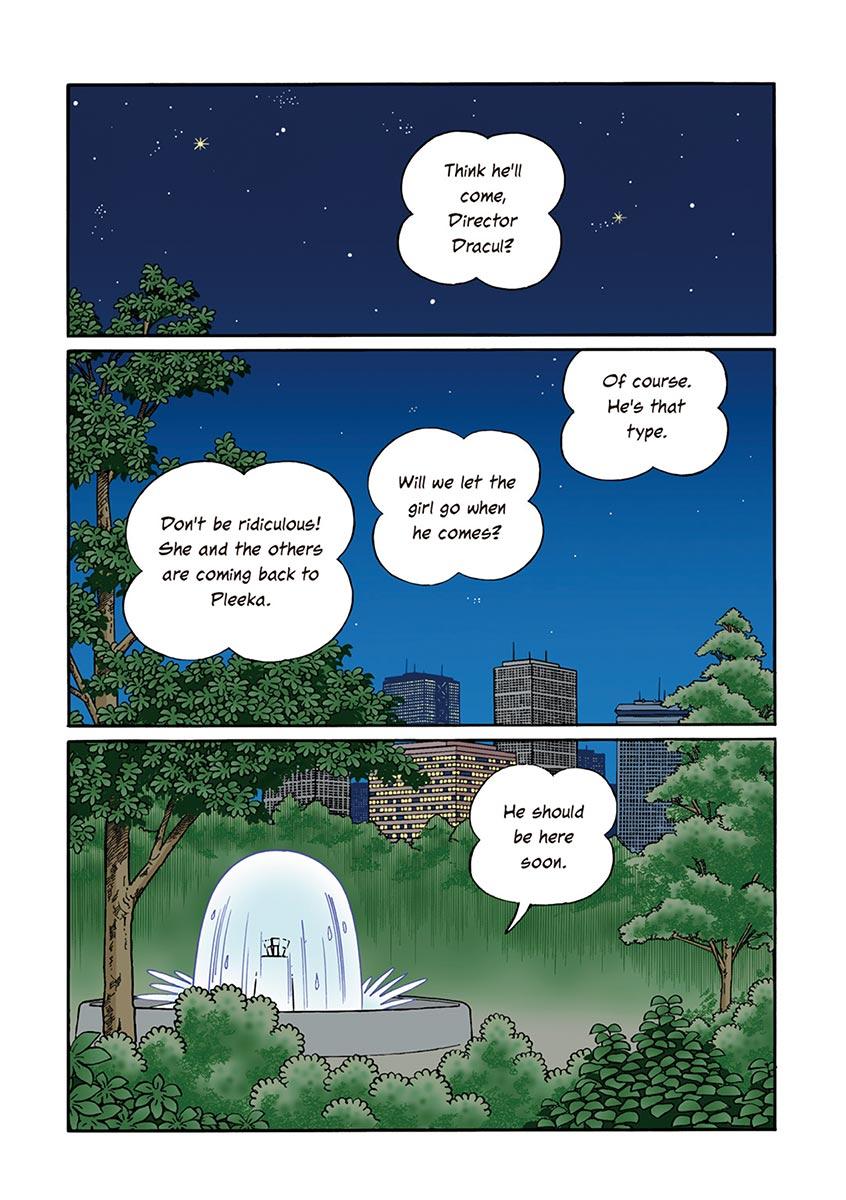 Think he'll
come,
Director
Dracul?
Of course.
He's that
type.
Will we let the
girl go when
he comes?
Don't be ridiculous!
She and the others
are coming back to
Pleeka.
He should
be here
soon.